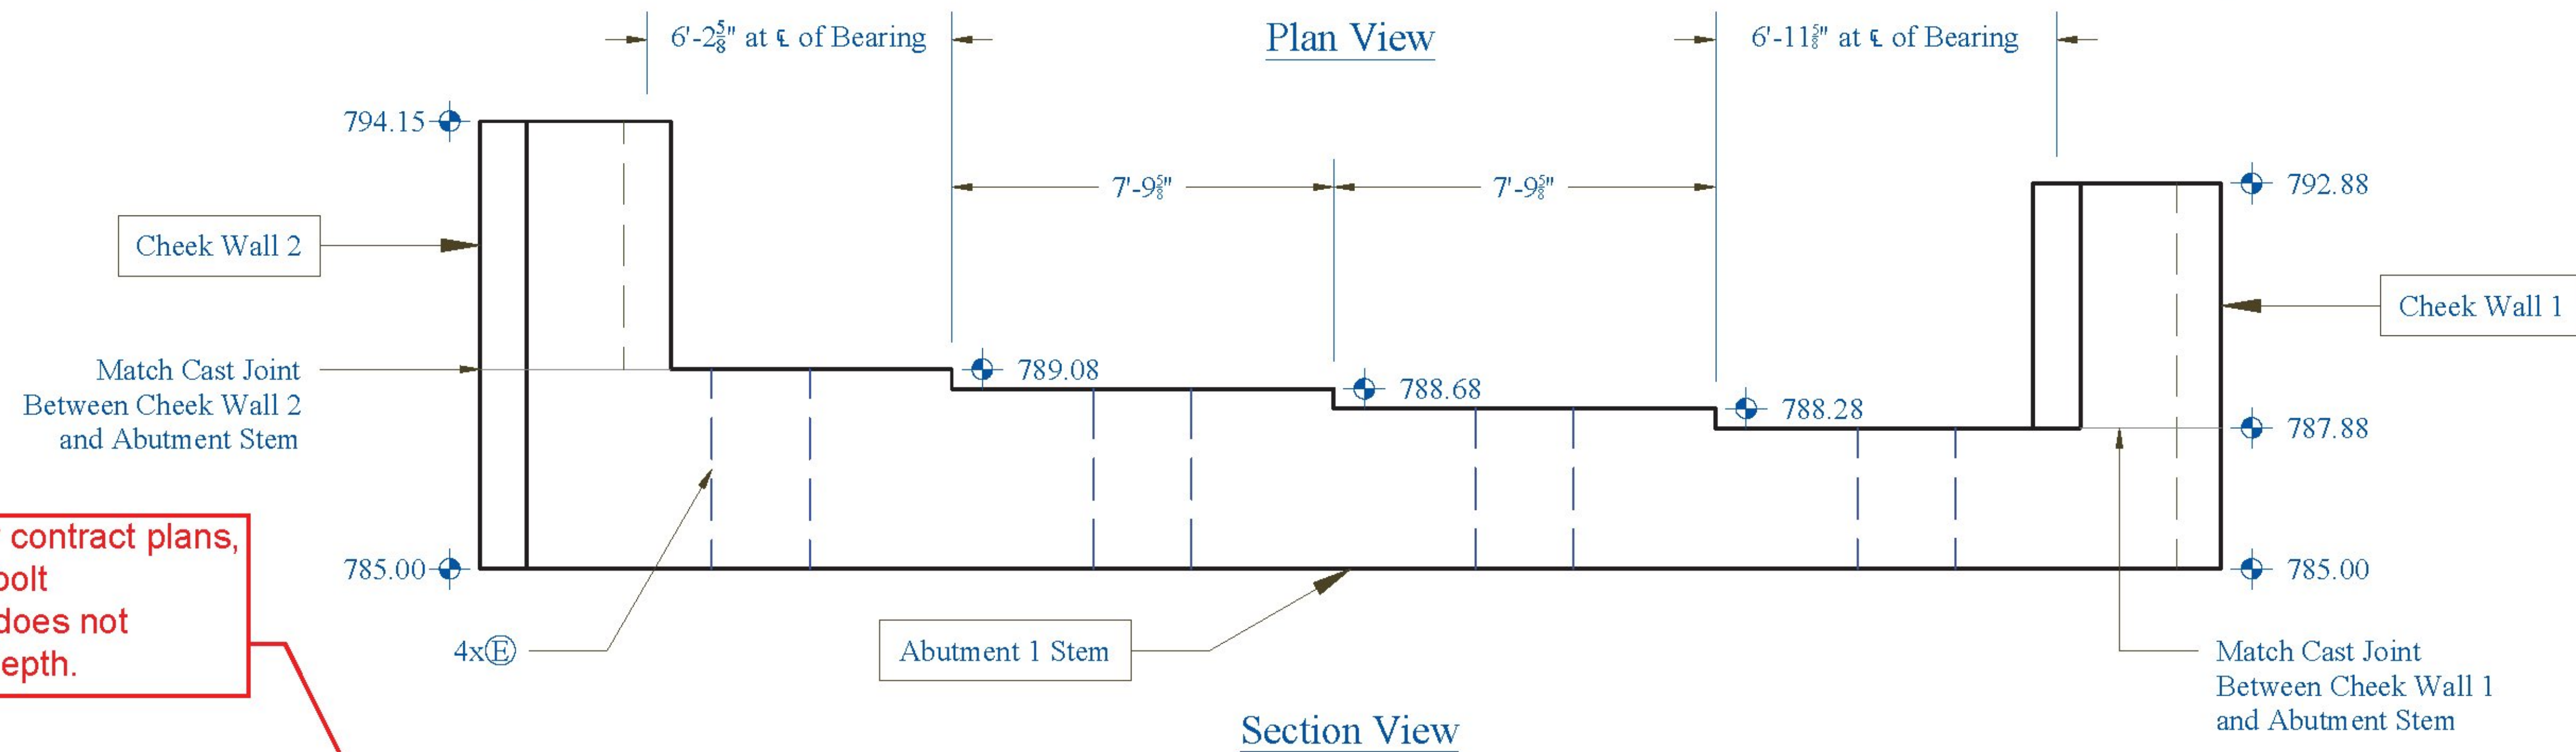 6'-2⅝" at ℄ of Bearing
Plan View
6'-11⅝" at ℄ of Bearing
794.15
7'-9⅝"
7'-9⅝"
792.88
Cheek Wall 2
Cheek Wall 1
Match Cast Joint
Between Cheek Wall 2
and Abutment Stem
789.08
788.68
788.28
787.88
contract plans,
bolt
does not
785.00
785.00
4xⒺ
Abutment 1 Stem
Match Cast Joint
Between Cheek Wall 1
and Abutment Stem
Section View